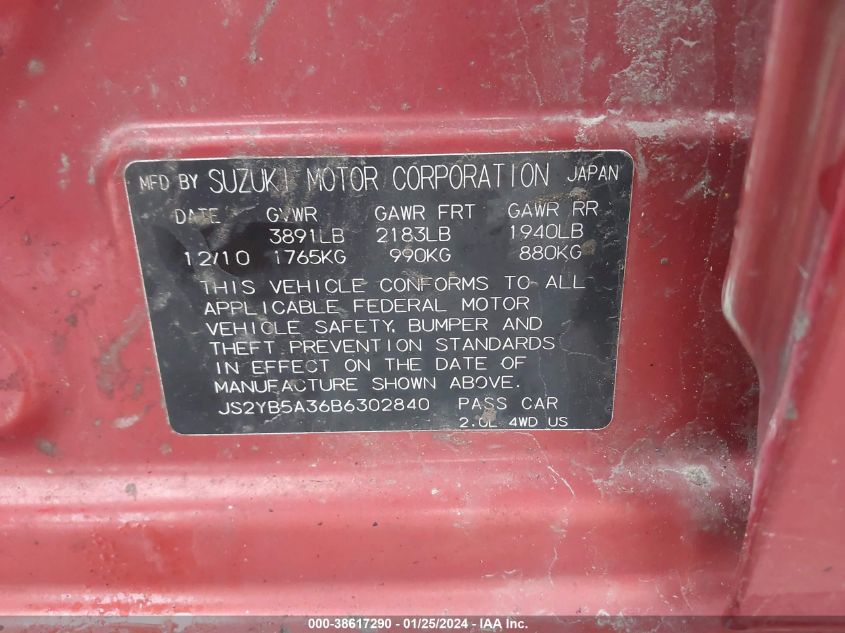 MFD BY SUZUKI MOTOR CORPORATION JAPAN
DATE GVWR GAWR FRT GAWR RR
3891LB 2183LB 1940LB
12/10 1765KG 990KG 880KG
THIS VEHICLE CONFORMS TO ALL
APPLICABLE FEDERAL MOTOR
VEHICLE SAFETY, BUMPER AND
THEFT PREVENTION STANDARDS
IN EFFECT ON THE DATE OF
MANUFACTURE SHOWN ABOVE.
JS2YB5A36B6302840 PASS CAR
2.0L 4WD US
000-38617290 - 01/25/2024 - IAA Inc.